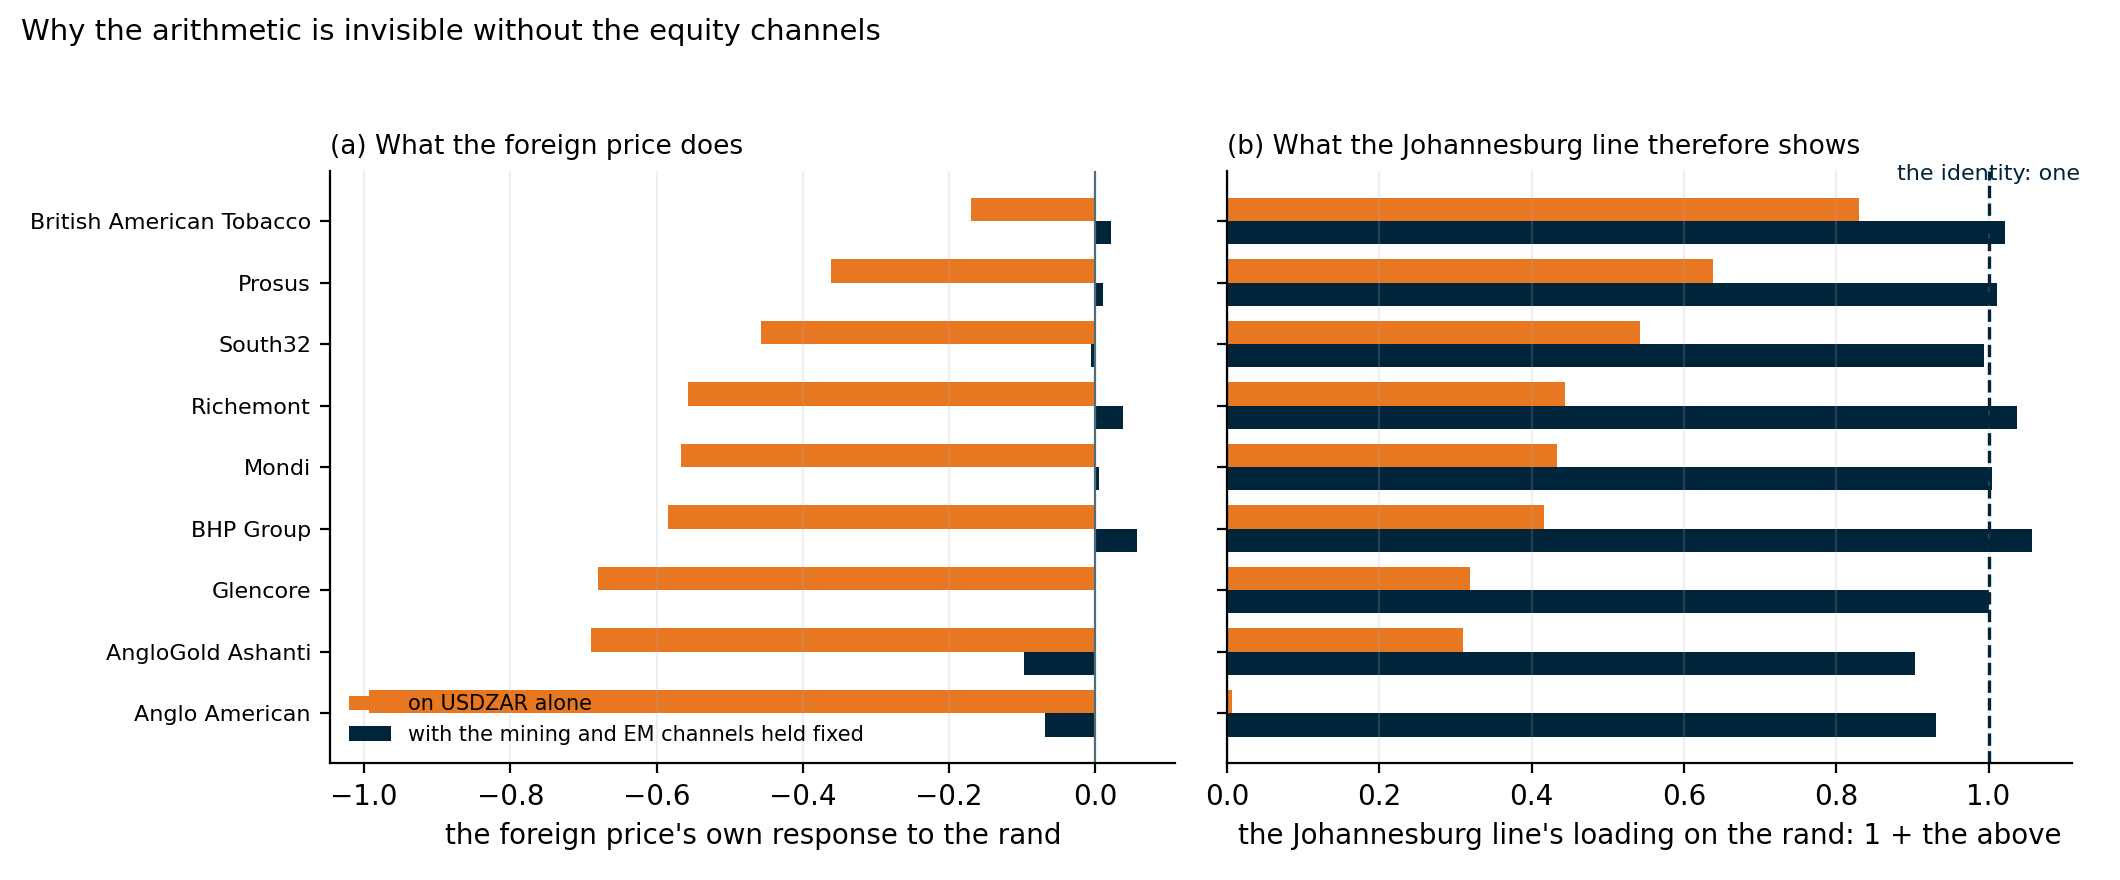 Why the arithmetic is invisible without the equity channels
(a) What the foreign price does
British American Tobacco
Prosus
South32
Richemont
Mondi
BHP Group
Glencore
AngloGold Ashanti
Anglo American
on USDZAR alone
with the mining and EM channels held fixed
−1.0 −0.8 −0.6 −0.4 −0.2 0.0
the foreign price's own response to the rand
(b) What the Johannesburg line therefore shows
the identity: one
0.0 0.2 0.4 0.6 0.8 1.0
the Johannesburg line's loading on the rand: 1 + the above